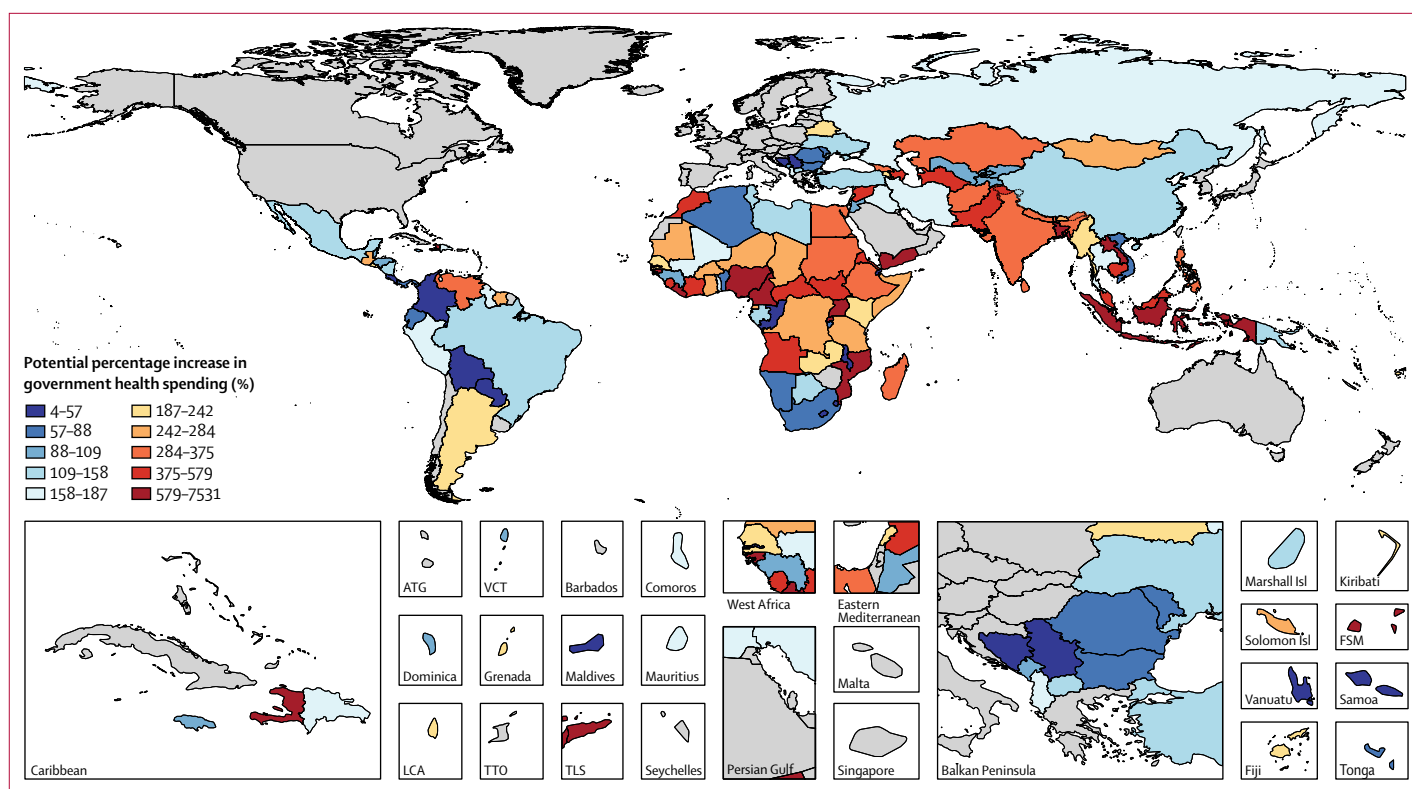 Potential percentage increase in
government health spending (%)
4–57
57–88
88–109
109–158
158–187
187–242
242–284
284–375
375–579
579–7531
Caribbean
ATG
VCT
Barbados
Comoros
Dominica
Grenada
Maldives
Mauritius
LCA
TTO
TLS
Seychelles
West Africa
Eastern
Mediterranean
Persian Gulf
Malta
Singapore
Balkan Peninsula
Marshall Isl
Kiribati
Solomon Isl
FSM
Vanuatu
Samoa
Fiji
Tonga